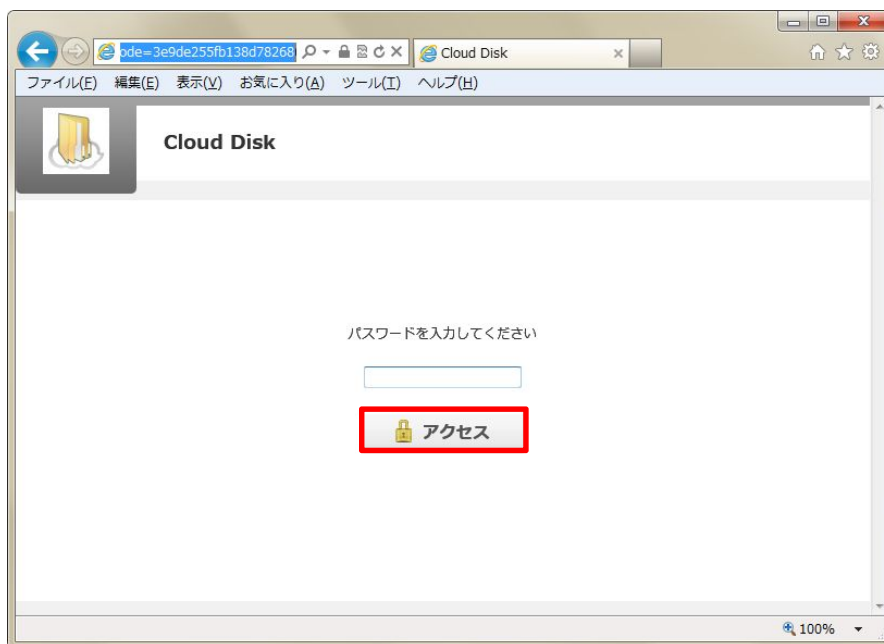 ode=3e9de255fb138d78268
Cloud Disk
ファイル(F) 編集(E) 表示(V) お気に入り(A) ツール(T) ヘルプ(H)
Cloud Disk
パスワードを入力してください
アクセス
100%